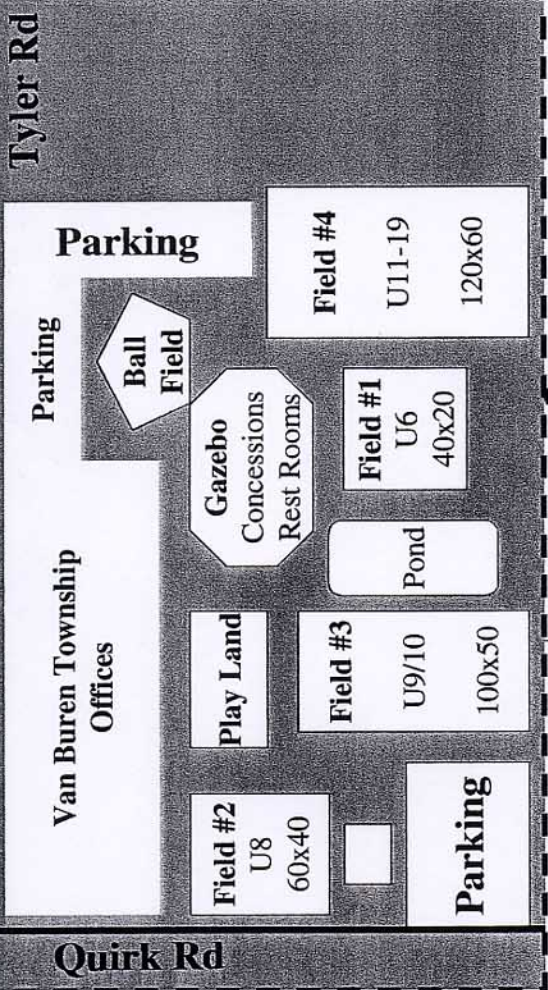 Tyler Rd
Parking
Parking
Ball
Field
Field #4
U11-19
120x60
Gazebo
Concessions
Rest Rooms
Field #1
U6
40x20
Van Buren Township
Offices
Pond
Play Land
Field #3
U9/10
100x50
Field #2
U8
60x40
Parking
Quirk Rd